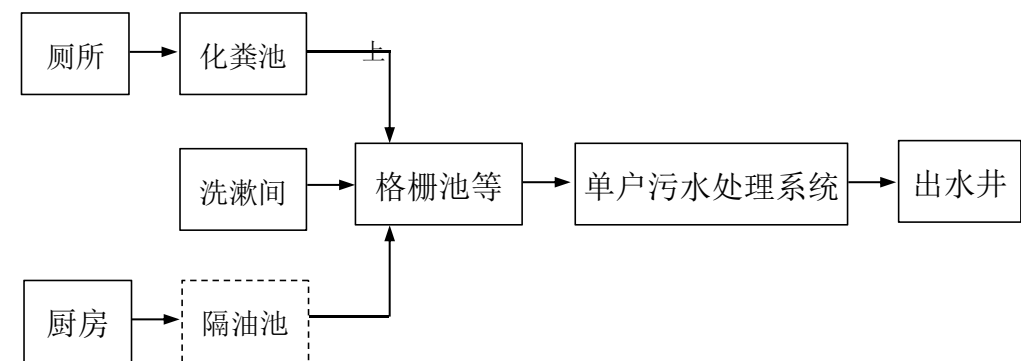 厕所
化粪池
上
洗漱间
格栅池等
单户污水处理系统
出水井
厨房
隔油池